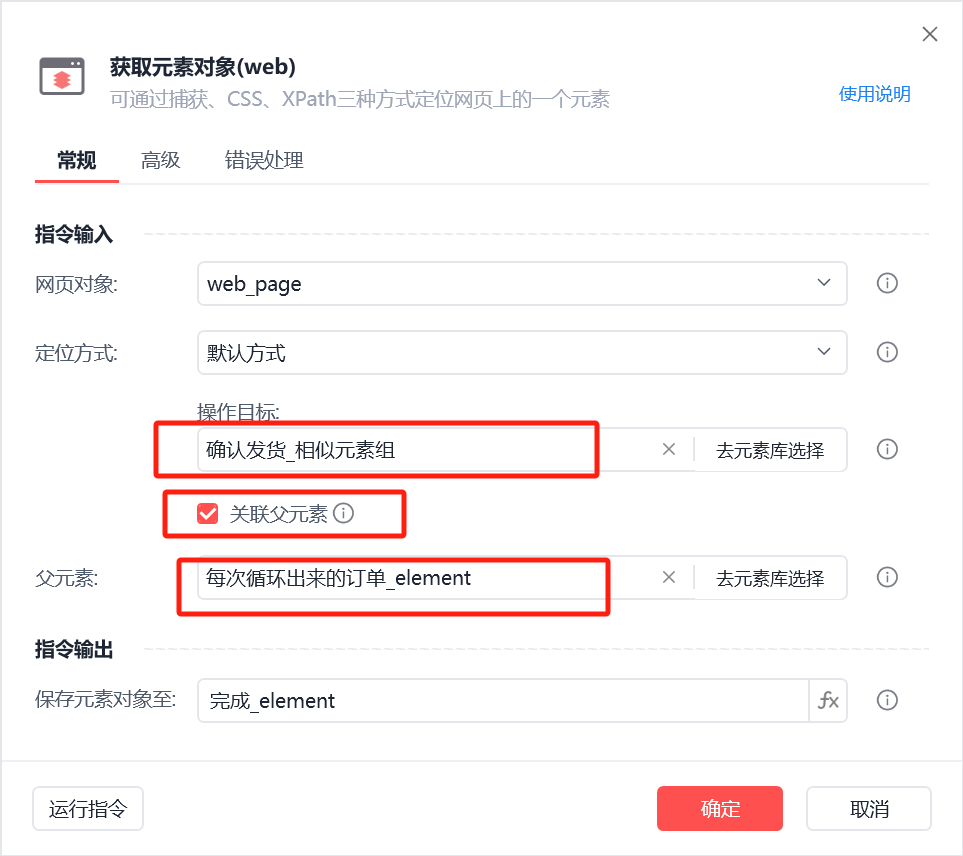 获取元素对象(web)
可通过捕获、CSS、XPath三种方式定位网页上的一个元素
使用说明
常规 高级 错误处理
指令输入
网页对象: web_page
定位方式: 默认方式
操作目标:
确认发货_相似元素组 去元素库选择
关联父元素
父元素: 每次循环出来的订单_element 去元素库选择
指令输出
保存元素对象至: 完成_element fx
运行指令 确定 取消